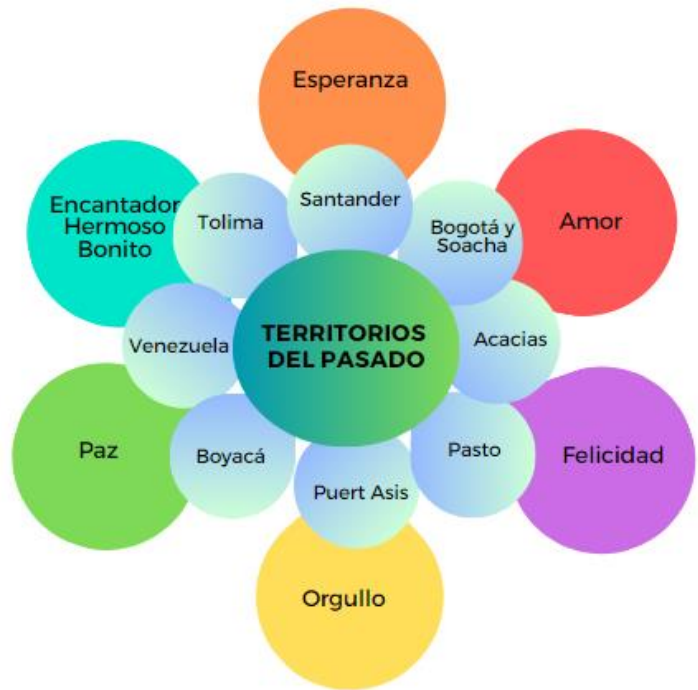 Esperanza
Santander
Amor
Bogotá y
Soacha
Encantador
Hermoso
Bonito
Tolima
TERRITORIOS
DEL PASADO
Venezuela
Acacias
Paz
Boyacá
Pasto
Felicidad
Puert Asis
Orgullo